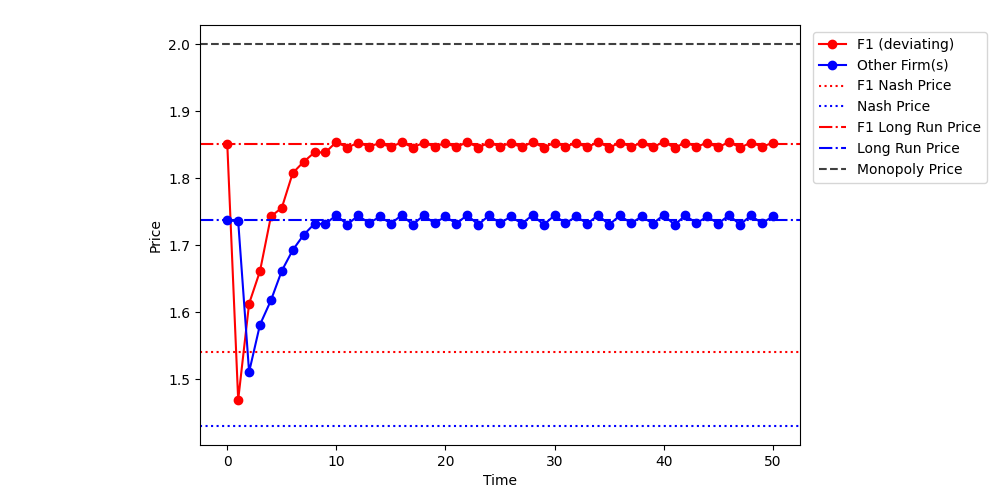 2.0
1.9
1.8
1.7
1.6
1.5
Price
0 10 20 30 40 50
Time
F1 (deviating)
Other Firm(s)
F1 Nash Price
Nash Price
F1 Long Run Price
Long Run Price
Monopoly Price